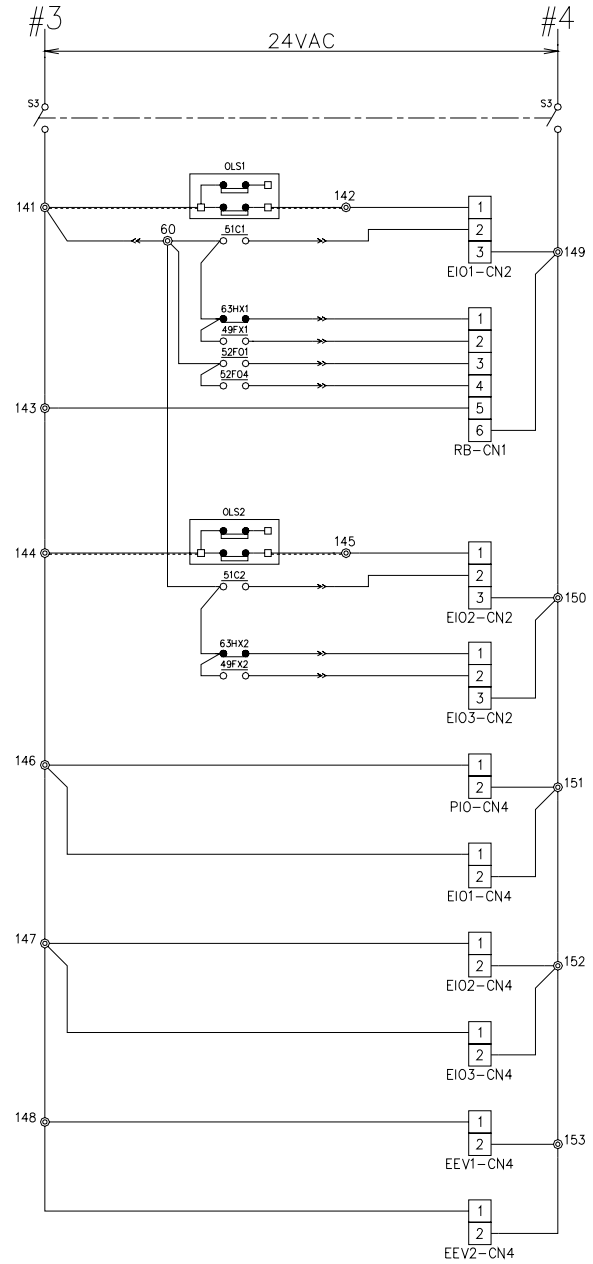 #3 #4
24VAC
S3 S3
OLS1
141 142 1
60 51C1 2
3 149
EIO1-CN2
63HX1 1
49FX1 2
52FO1 3
52FO4 4
143 5
6
RB-CN1
OLS2
144 145 1
51C2 2
3 150
EIO2-CN2
63HX2 1
49FX2 2
3
EIO3-CN2
146 1
2 151
PIO-CN4
1
2
EIO1-CN4
147 1
2 152
EIO2-CN4
1
2
EIO3-CN4
148 1
2 153
EEV1-CN4
1
2
EEV2-CN4